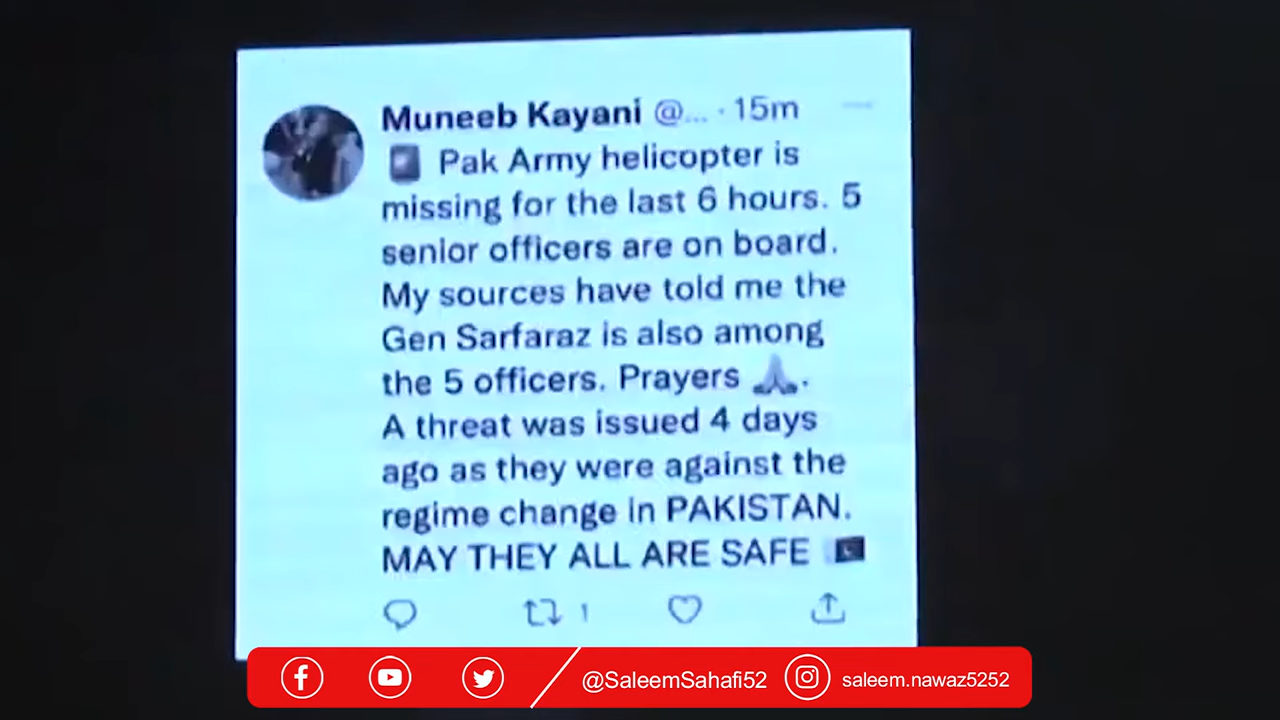 Muneeb Kayani @... · 15m
🚨 Pak Army helicopter is
missing for the last 6 hours. 5
senior officers are on board.
My sources have told me the
Gen Sarfaraz is also among
the 5 officers. Prayers 🙏.
A threat was issued 4 days
ago as they were against the
regime change in PAKISTAN.
MAY THEY ALL ARE SAFE 🇵🇰
1
@SaleemSahafi52
saleem.nawaz5252